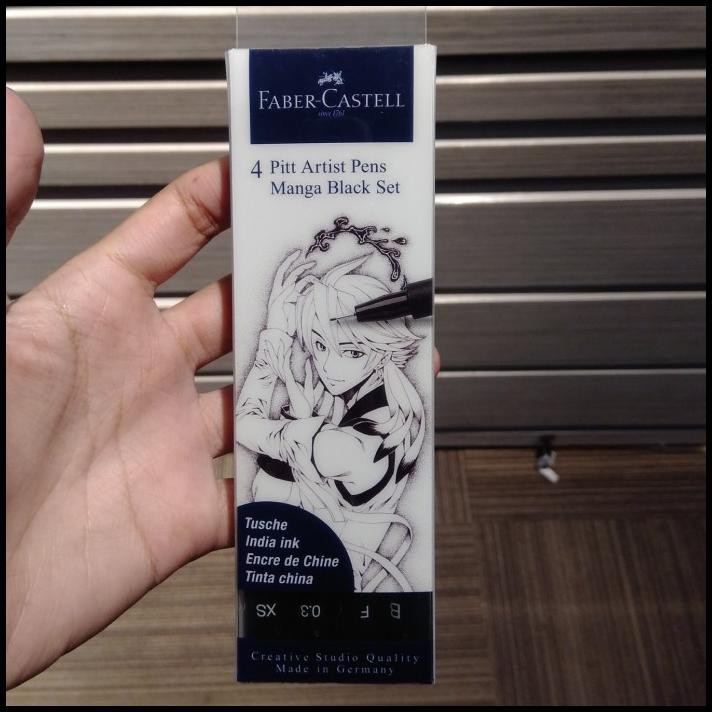 FABER-CASTELL
since 1761
4 Pitt Artist Pens
Manga Black Set
Tusche
India ink
Encre de Chine
Tinta china
XS 0.3 F B
Creative Studio Quality
Made in Germany